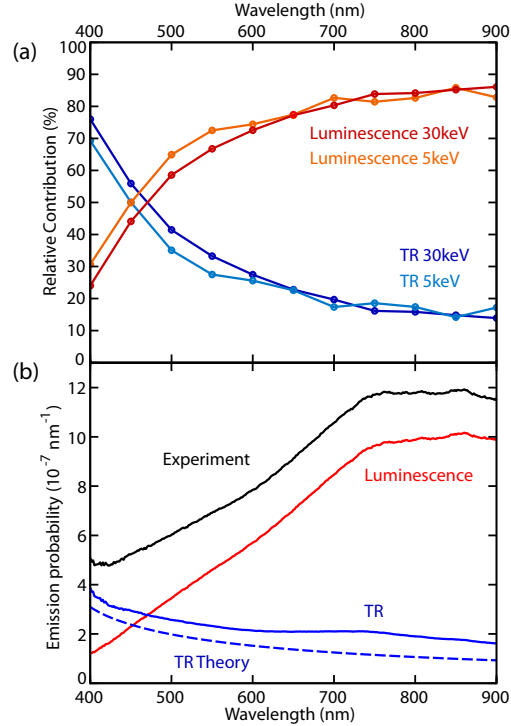 Wavelength (nm)
400 500 600 700 800 900
(a)
Relative Contribution (%)
100
90
80
70
60
50
40
30
20
10
0
Luminescence 30keV
Luminescence 5keV
TR 30keV
TR 5keV
(b)
Emission probability (10⁻⁷ nm⁻¹)
12
10
8
6
4
2
0
Experiment
Luminescence
TR
TR Theory
400 500 600 700 800 900
Wavelength (nm)